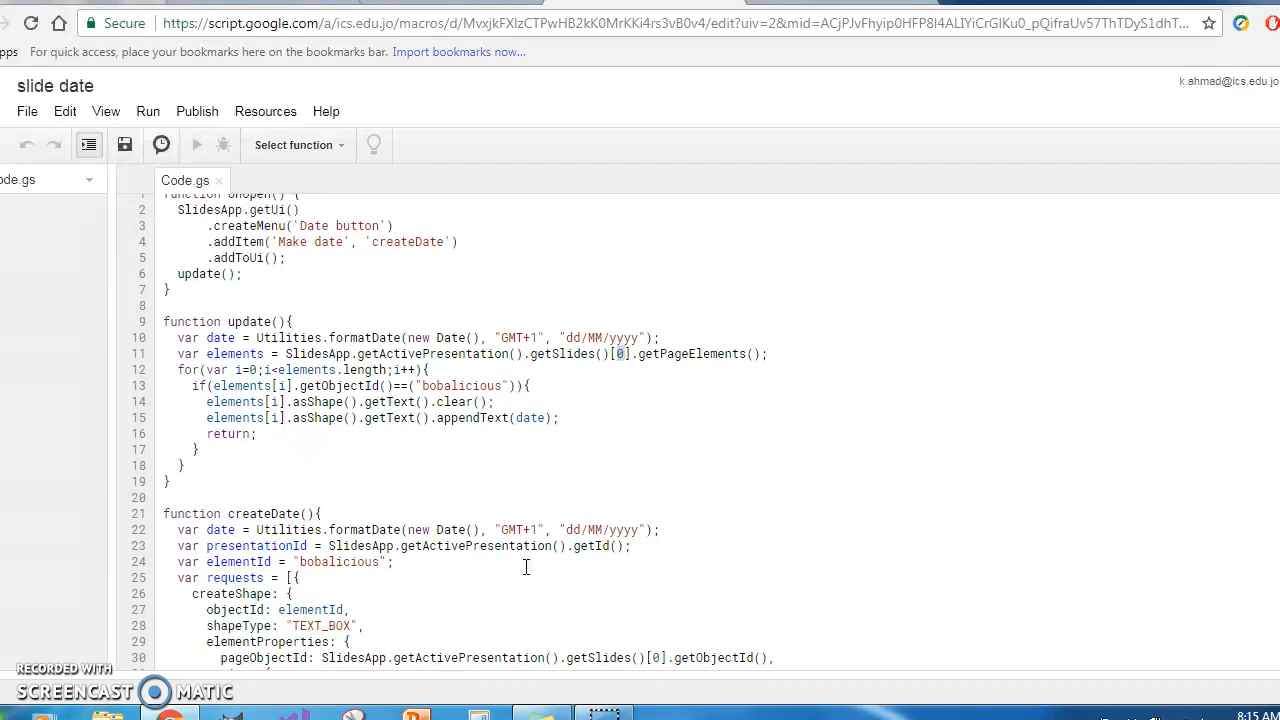 Secure https://script.google.com/a/ics.edu.jo/macros/d/MvxjkFXlzCTPwHB2kK0MrKKi4rs3vB0v4/edit?uiv=2&mid=ACjPJvFhyip0HFP8I4ALIYiCrGlKu0_pQifraUv57ThTDyS1dhT...
pps For quick access, place your bookmarks here on the bookmarks bar. Import bookmarks now...
slide date
k.ahmad@ics.edu.jo
File Edit View Run Resources Help
Select function
ode.gs
Code.gs
1 function onOpen() {
2 SlidesApp.getUi()
3 .createMenu('Date button')
4 .addItem('Make date', 'createDate')
5 .addToUi();
6 update();
7 }
8
9 function update(){
10 var date = Utilities.formatDate(new Date(), "GMT+1", "dd/MM/yyyy");
11 var elements = SlidesApp.getActivePresentation().getSlides()[0].getPageElements();
12 for(var i=0;i<elements.length;i++){
13 if(elements[i].getObjectId()==("bobalicious")){
14 elements[i].asShape().getText().clear();
15 elements[i].asShape().getText().appendText(date);
16 return;
17 }
18 }
19 }
20
21 function createDate(){
22 var date = Utilities.formatDate(new Date(), "GMT+1", "dd/MM/yyyy");
23 var presentationId = SlidesApp.getActivePresentation().getId();
24 var elementId = "bobalicious";
25 var requests = [{
26 createShape: {
27 objectId: elementId,
28 shapeType: "TEXT_BOX",
29 elementProperties: {
30 pageObjectId: SlidesApp.getActivePresentation().getSlides()[0].getObjectId(),
RECORDED WITH
SCREENCAST MATIC
8:15 AM